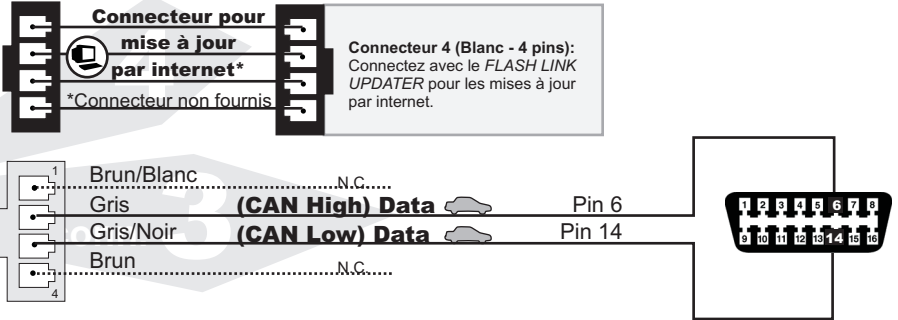 Connecteur pour
mise à jour
par internet*
*Connecteur non fournis
Connecteur 4 (Blanc - 4 pins):
Connectez avec le FLASH LINK
UPDATER pour les mises à jour
par internet.
4
1
Brun/Blanc N.C.
Gris (CAN High) Data Pin 6
Gris/Noir (CAN Low) Data Pin 14
Brun N.C.
4
3
1 2 3 4 5 6 7 8
9 10 11 12 13 14 15 16